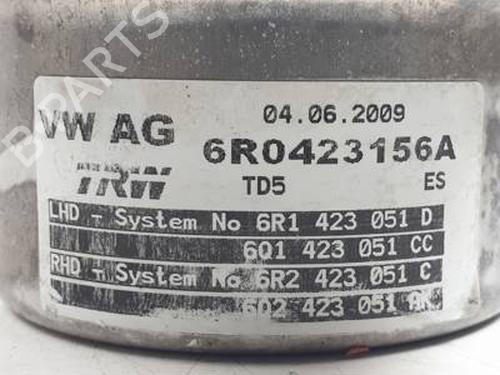 B-PARTS
VW AG 04.06.2009
6R0423156A
TRW TD5 ES
LHD - System No 6R1 423 051 D
6Q1 423 051 CC
RHD - System No 6R2 423 051 C
6Q2 423 051